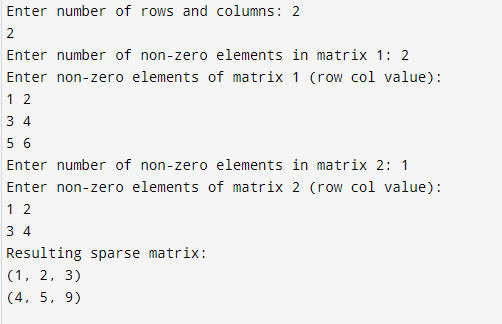 Enter number of rows and columns: 2
2
Enter number of non-zero elements in matrix 1: 2
Enter non-zero elements of matrix 1 (row col value):
1 2
3 4
5 6
Enter number of non-zero elements in matrix 2: 1
Enter non-zero elements of matrix 2 (row col value):
1 2
3 4
Resulting sparse matrix:
(1, 2, 3)
(4, 5, 9)